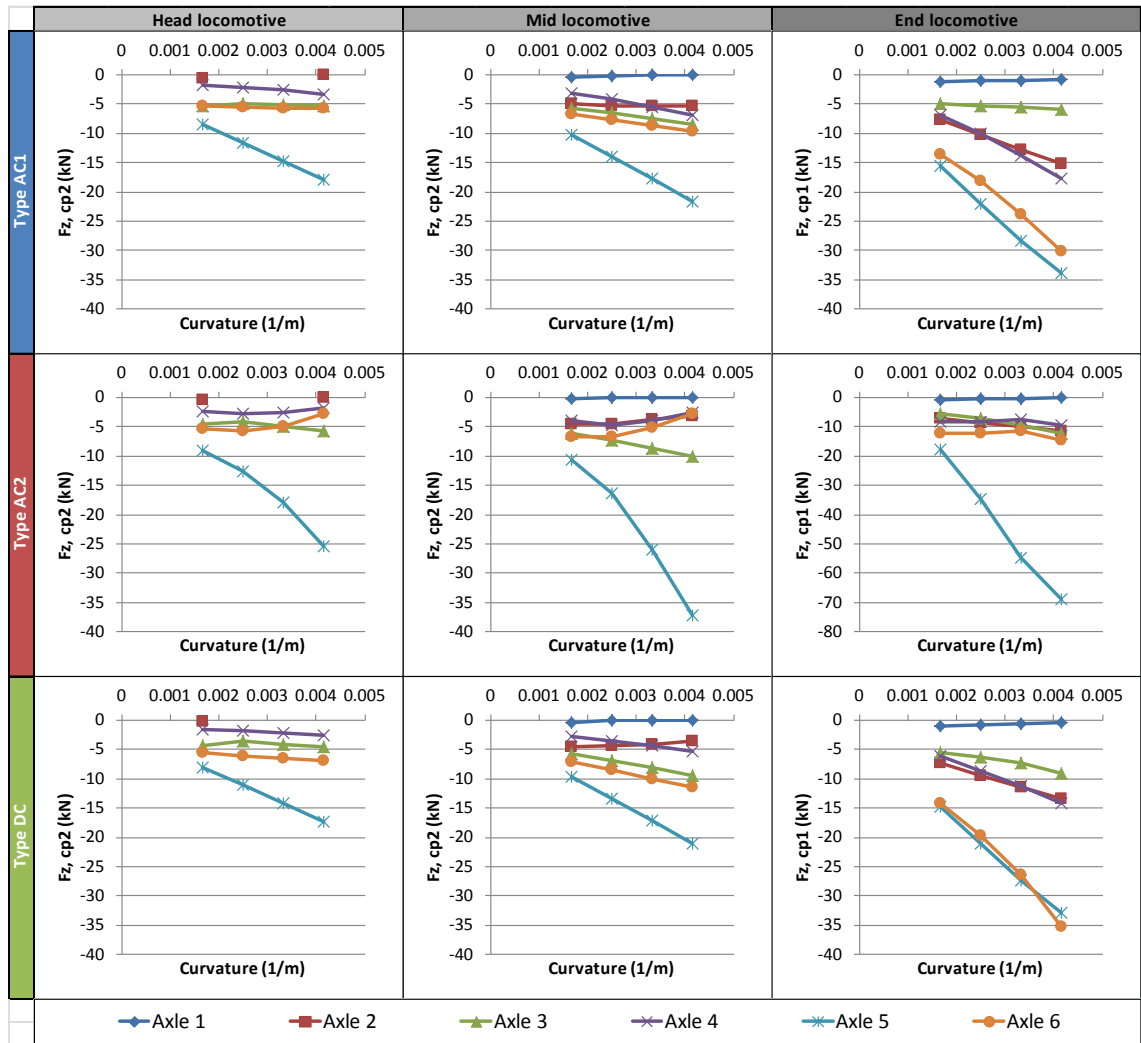 Head locomotive Mid locomotive End locomotive
Type AC1
0 0.001 0.002 0.003 0.004 0.005
0
-5
-10
-15
-20
-25
-30
-35
-40
Fz, cp2 (kN)
Curvature (1/m)
0 0.001 0.002 0.003 0.004 0.005
0
-5
-10
-15
-20
-25
-30
-35
-40
Fz, cp2 (kN)
Curvature (1/m)
0 0.001 0.002 0.003 0.004 0.005
0
-5
-10
-15
-20
-25
-30
-35
-40
Fz, cp1 (kN)
Curvature (1/m)
Type AC2
0 0.001 0.002 0.003 0.004 0.005
0
-5
-10
-15
-20
-25
-30
-35
-40
Fz, cp2 (kN)
Curvature (1/m)
0 0.001 0.002 0.003 0.004 0.005
0
-5
-10
-15
-20
-25
-30
-35
-40
Fz, cp2 (kN)
Curvature (1/m)
0 0.001 0.002 0.003 0.004 0.005
0
-10
-20
-30
-40
-50
-60
-70
-80
Fz, cp1 (kN)
Curvature (1/m)
Type DC
0 0.001 0.002 0.003 0.004 0.005
0
-5
-10
-15
-20
-25
-30
-35
-40
Fz, cp2 (kN)
Curvature (1/m)
0 0.001 0.002 0.003 0.004 0.005
0
-5
-10
-15
-20
-25
-30
-35
-40
Fz, cp2 (kN)
Curvature (1/m)
0 0.001 0.002 0.003 0.004 0.005
0
-5
-10
-15
-20
-25
-30
-35
-40
Fz, cp1 (kN)
Curvature (1/m)
Axle 1 Axle 2 Axle 3 Axle 4 Axle 5 Axle 6